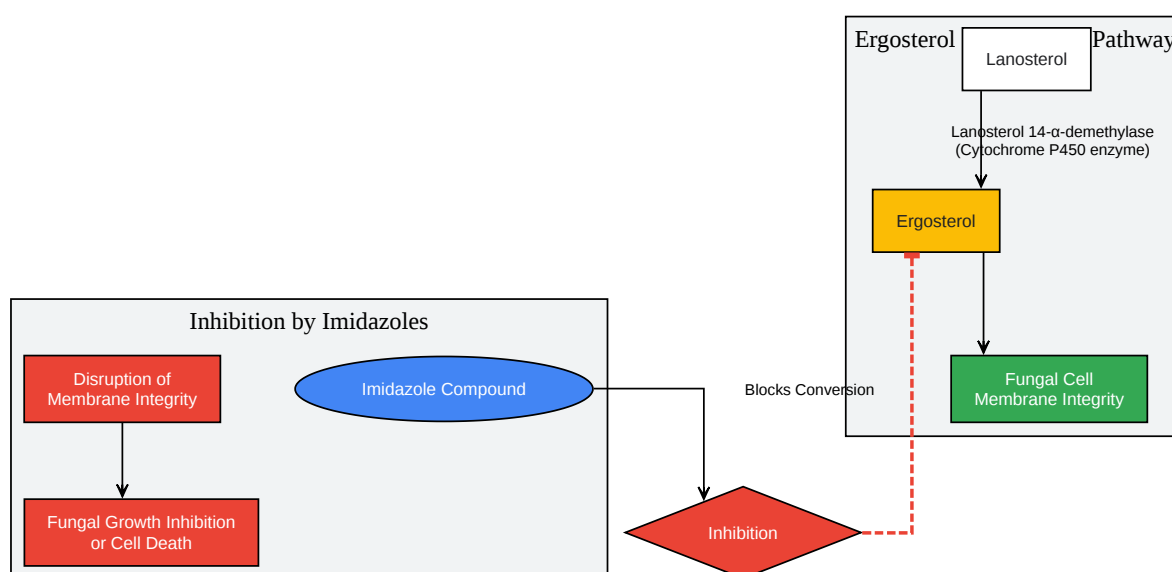 Ergosterol
Pathway
Lanosterol
Lanosterol 14-α-demethylase
(Cytochrome P450 enzyme)
Ergosterol
Inhibition by Imidazoles
Disruption of
Membrane Integrity
Imidazole Compound
Blocks Conversion
Fungal Cell
Membrane Integrity
Fungal Growth Inhibition
or Cell Death
Inhibition